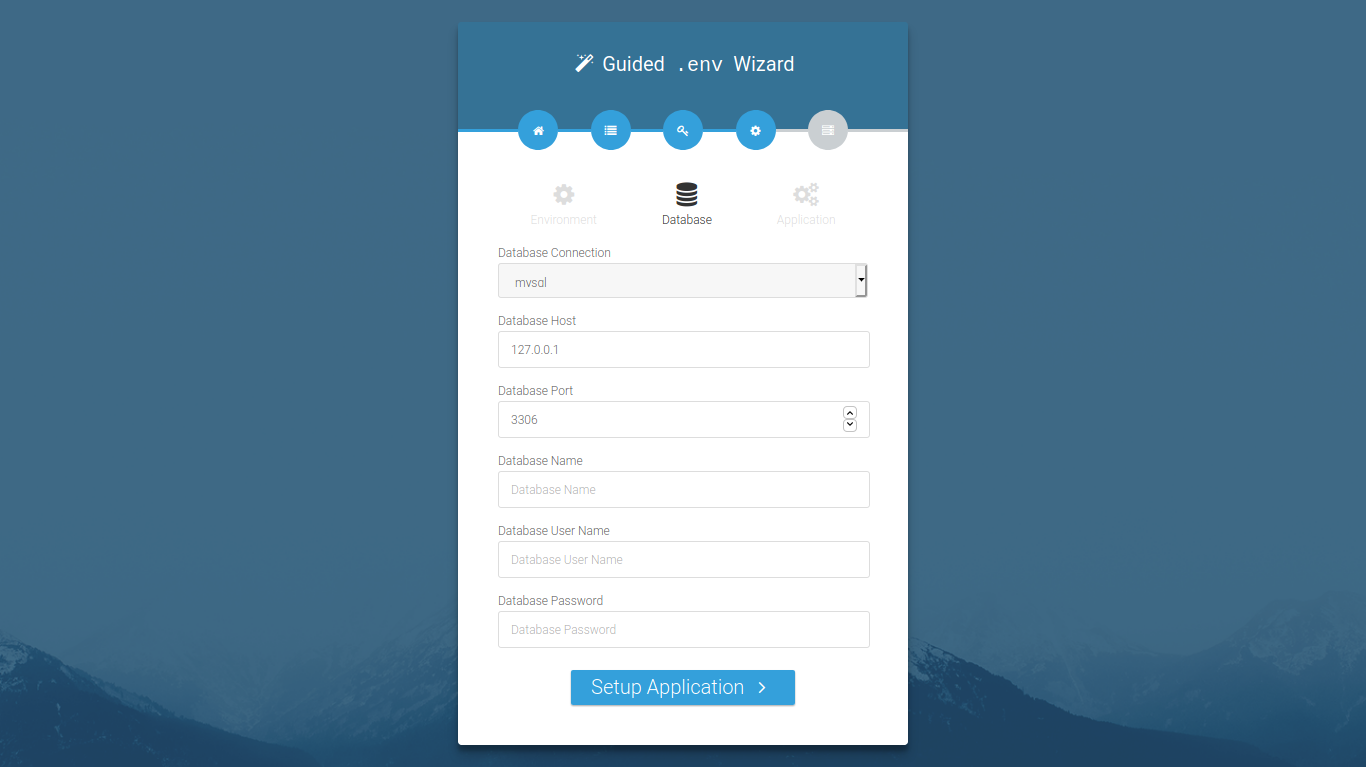 Guided .env Wizard
Environment
Database
Application
Database Connection
mysql
Database Host
127.0.0.1
Database Port
3306
Database Name
Database Name
Database User Name
Database User Name
Database Password
Database Password
Setup Application